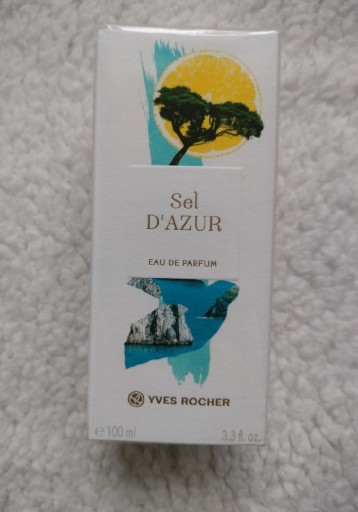 Sel
D'AZUR
EAU DE PARFUM
YVES ROCHER
℮ 100 ml 3.3 fl. oz.